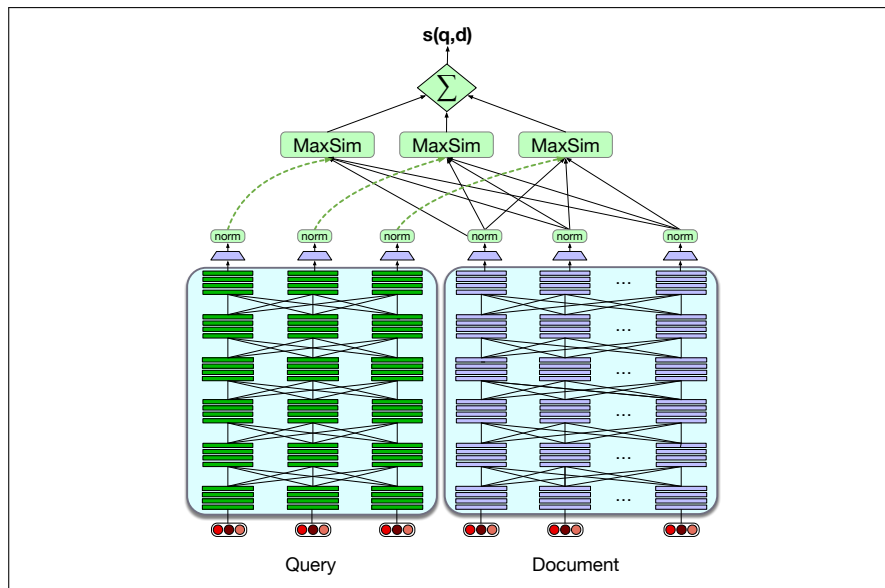 s(q,d)
∑
MaxSim MaxSim MaxSim
norm norm norm norm norm norm
...
...
...
...
...
...
Query Document